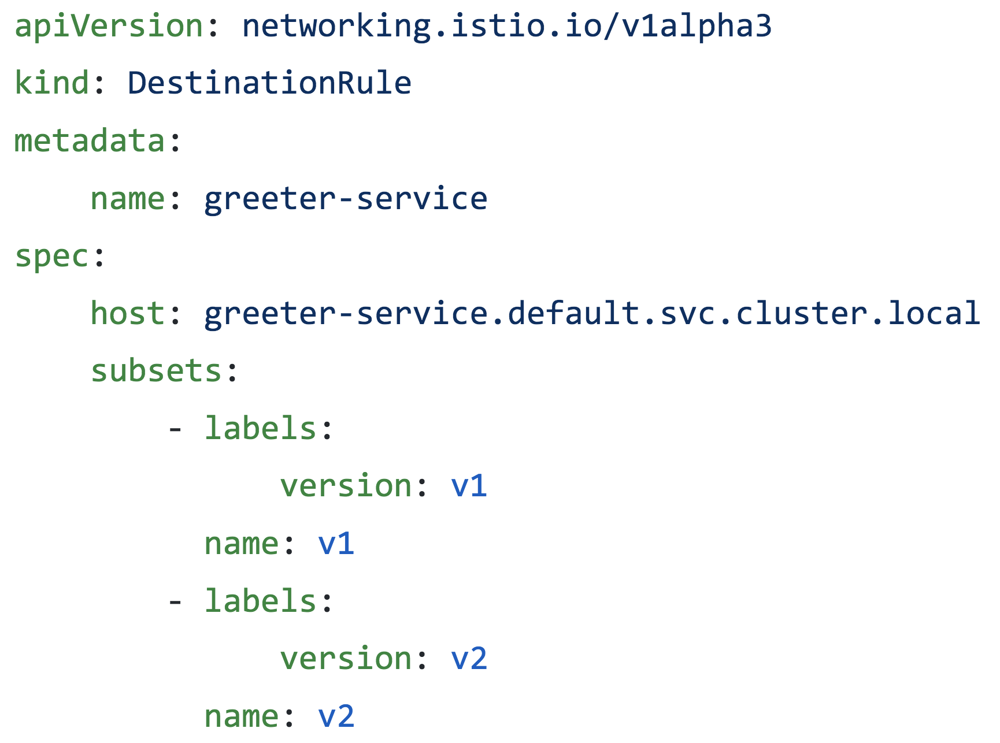 apiVersion: networking.istio.io/v1alpha3
kind: DestinationRule
metadata:
    name: greeter-service
spec:
    host: greeter-service.default.svc.cluster.local
    subsets:
        - labels:
              version: v1
          name: v1
        - labels:
              version: v2
          name: v2